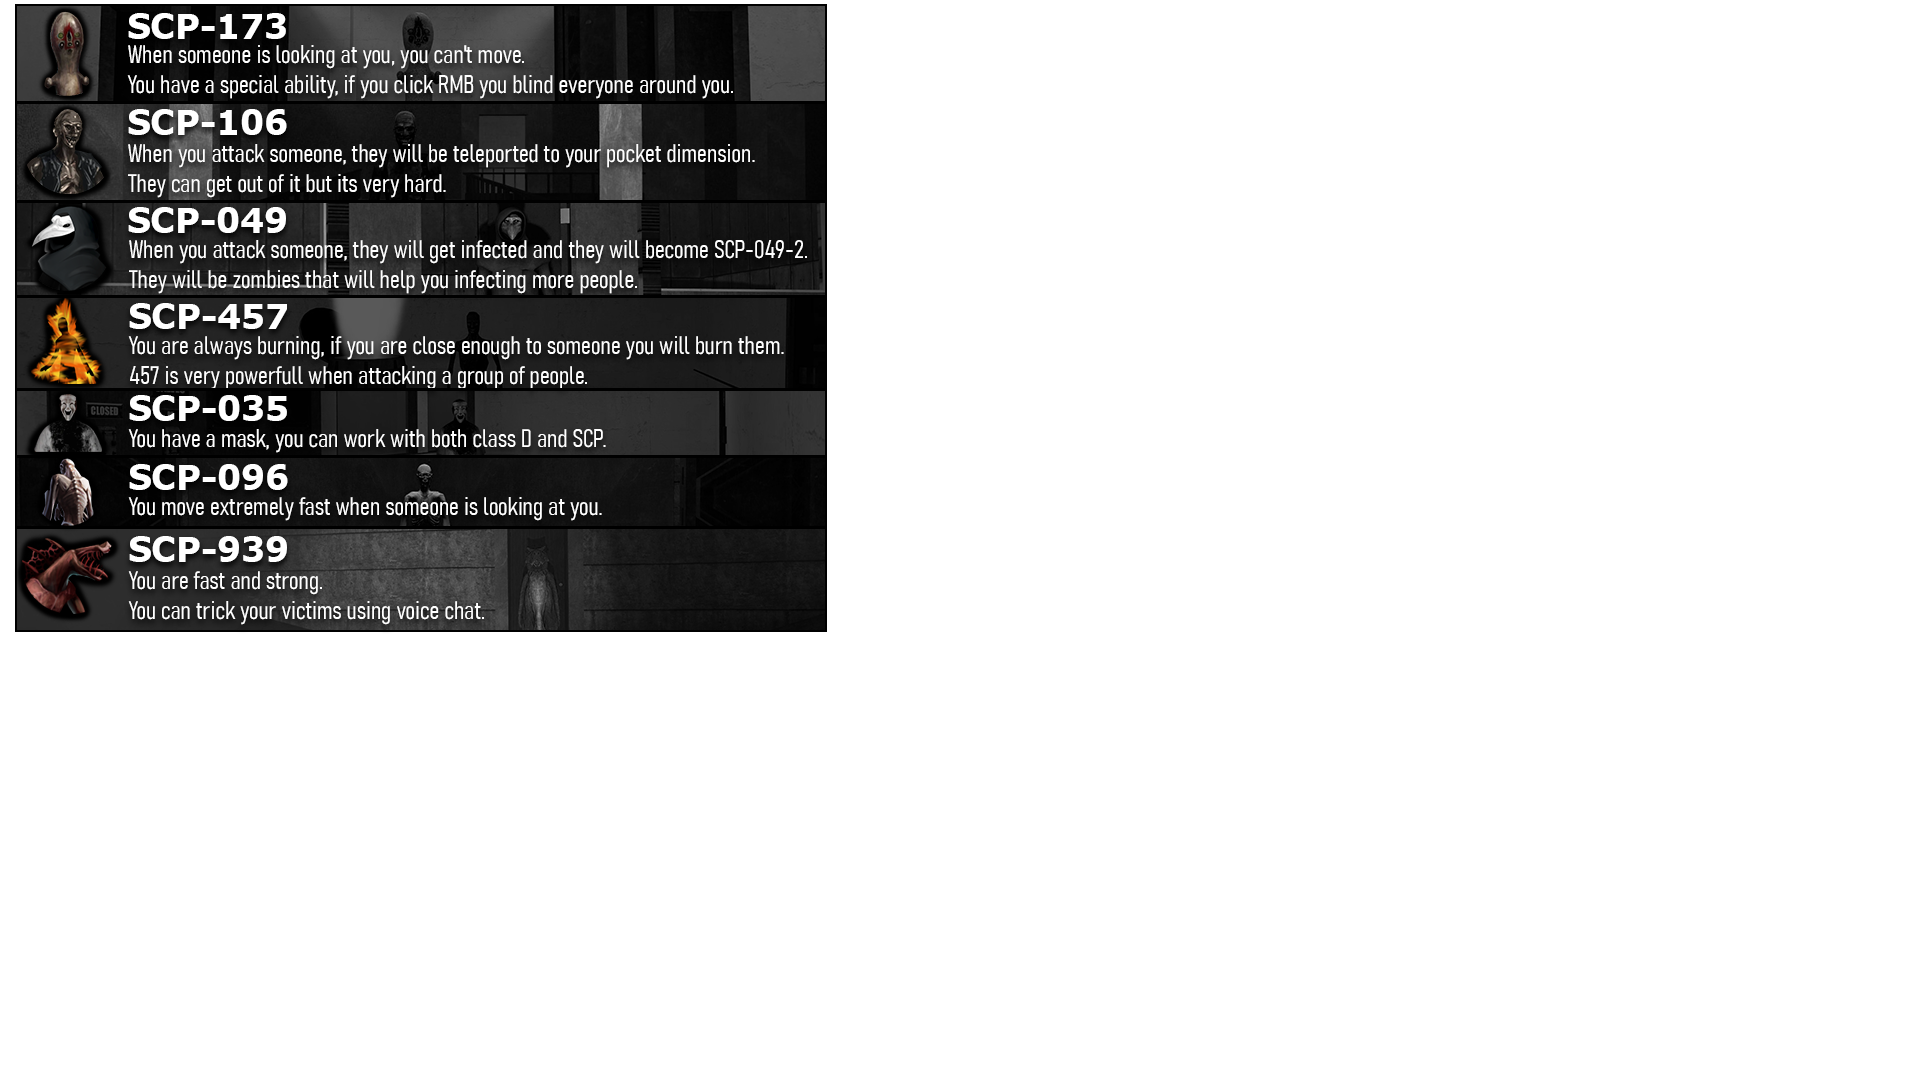 SCP-173
When someone is looking at you, you can't move.
You have a special ability, if you click RMB you blind everyone around you.
SCP-106
When you attack someone, they will be teleported to your pocket dimension.
They can get out of it but its very hard.
SCP-049
When you attack someone, they will get infected and they will become SCP-049-2.
They will be zombies that will help you infecting more people.
SCP-457
You are always burning, if you are close enough to someone you will burn them.
457 is very powerfull when attacking a group of people.
CLOSED
SCP-035
You have a mask, you can work with both class D and SCP.
SCP-096
You move extremely fast when someone is looking at you.
SCP-939
You are fast and strong.
You can trick your victims using voice chat.